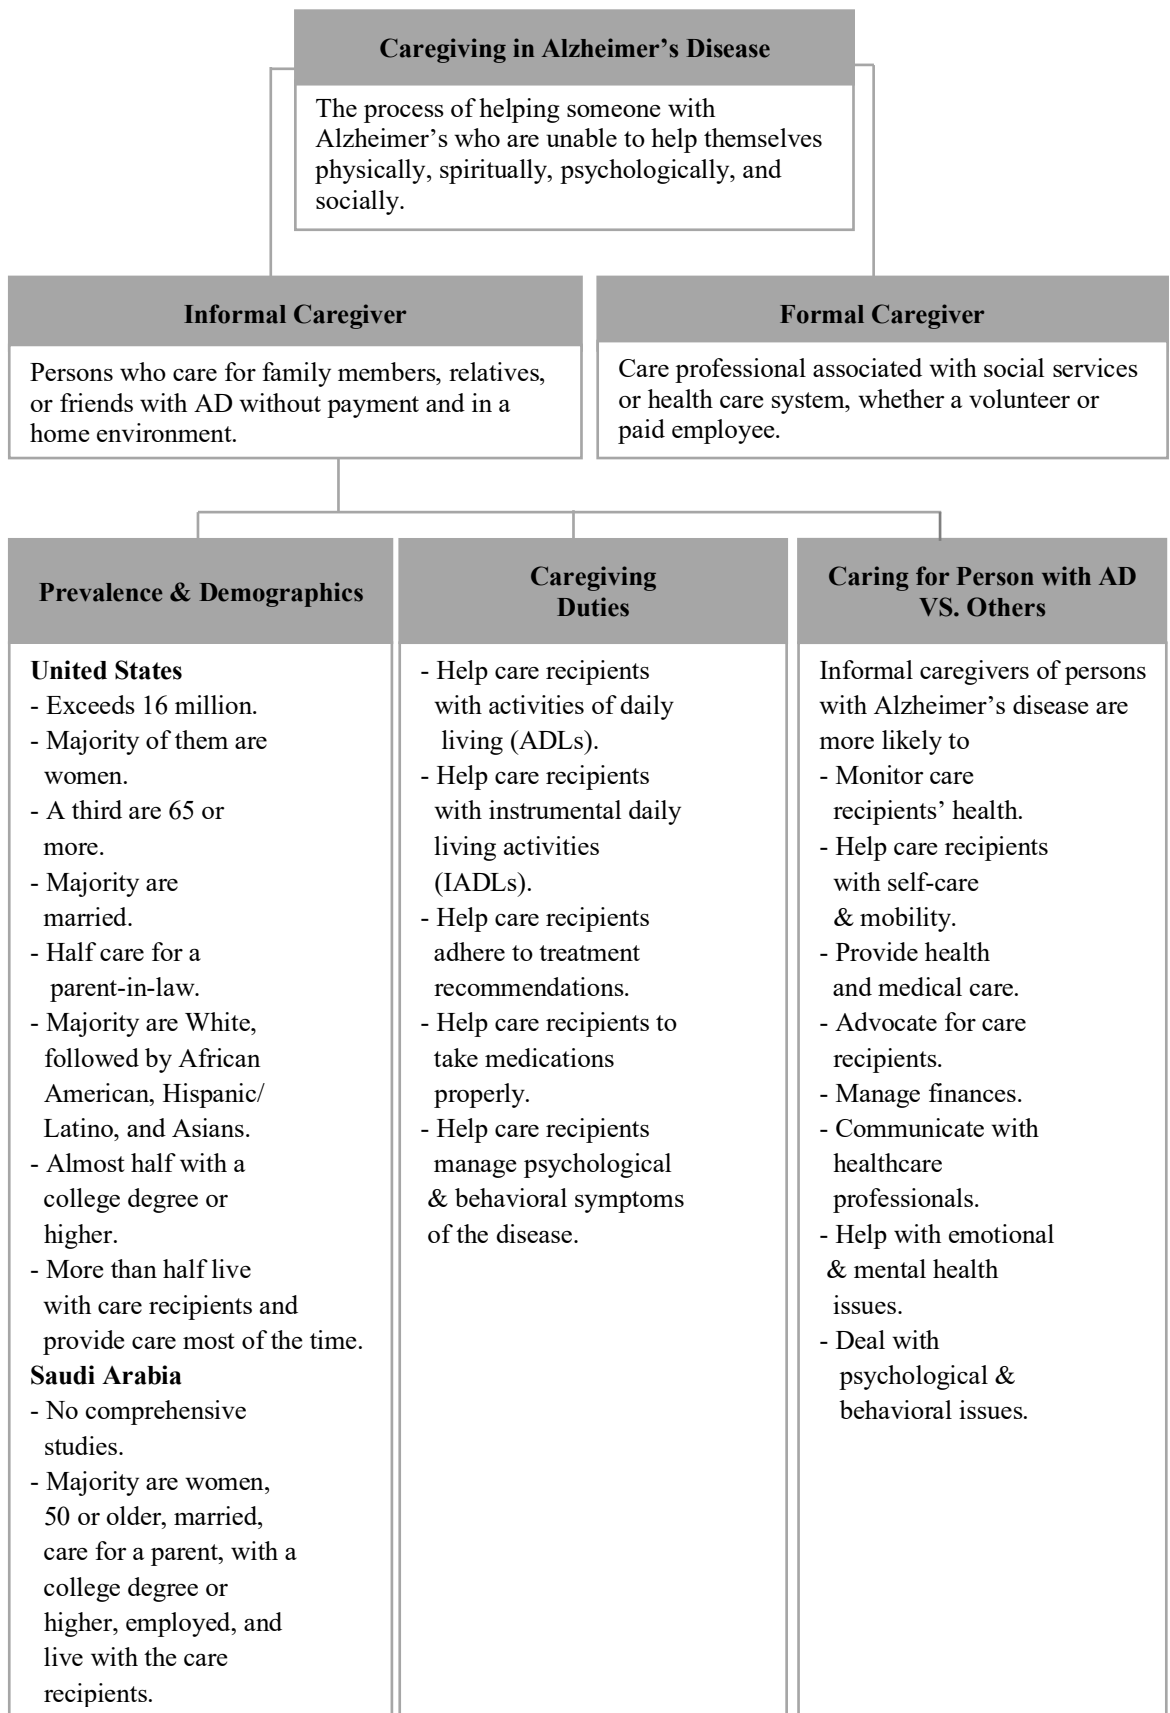 Caregiving in Alzheimer’s Disease
The process of helping someone with
Alzheimer’s who are unable to help themselves
physically, spiritually, psychologically, and
socially.
Informal Caregiver
Persons who care for family members, relatives,
or friends with AD without payment and in a
home environment.
Formal Caregiver
Care professional associated with social services
or health care system, whether a volunteer or
paid employee.
Prevalence & Demographics
United States
- Exceeds 16 million.
- Majority of them are
women.
- A third are 65 or
more.
- Majority are
married.
- Half care for a
parent-in-law.
- Majority are White,
followed by African
American, Hispanic/
Latino, and Asians.
- Almost half with a
college degree or
higher.
- More than half live
with care recipients and
provide care most of the time.
Saudi Arabia
- No comprehensive
studies.
- Majority are women,
50 or older, married,
care for a parent, with a
college degree or
higher, employed, and
live with the care
recipients.
Caregiving
Duties
- Help care recipients
with activities of daily
living (ADLs).
- Help care recipients
with instrumental daily
living activities
(IADLs).
- Help care recipients
adhere to treatment
recommendations.
- Help care recipients to
take medications
properly.
- Help care recipients
manage psychological
& behavioral symptoms
of the disease.
Caring for Person with AD
VS. Others
Informal caregivers of persons
with Alzheimer’s disease are
more likely to
- Monitor care
recipients’ health.
- Help care recipients
with self-care
& mobility.
- Provide health
and medical care.
- Advocate for care
recipients.
- Manage finances.
- Communicate with
healthcare
professionals.
- Help with emotional
& mental health
issues.
- Deal with
psychological &
behavioral issues.